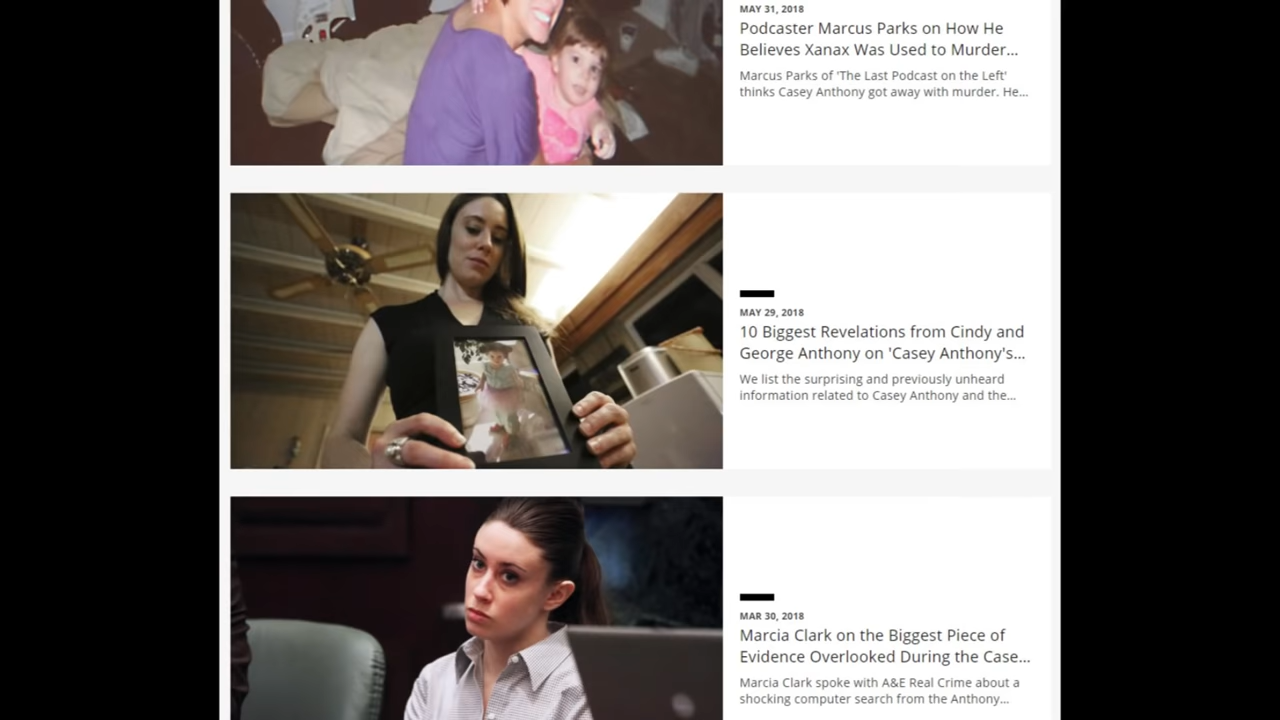 MAY 31, 2018
Podcaster Marcus Parks on How He
Believes Xanax Was Used to Murder...
Marcus Parks of 'The Last Podcast on the Left'
thinks Casey Anthony got away with murder. He...
MAY 29, 2018
10 Biggest Revelations from Cindy and
George Anthony on 'Casey Anthony's...
We list the surprising and previously unheard
information related to Casey Anthony and the...
MAR 30, 2018
Marcia Clark on the Biggest Piece of
Evidence Overlooked During the Case...
Marcia Clark spoke with A&E Real Crime about a
shocking computer search from the Anthony...